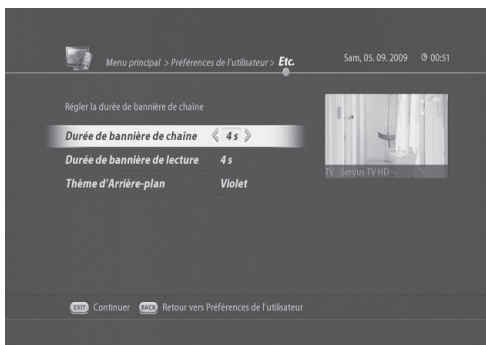 Menu principal > Préférences de l'utilisateur > Etc.
Sam, 05. 09. 2009 00:51
Régler la durée de bannière de chaîne
Durée de bannière de chaîne 《 4 s 》
Durée de bannière de lecture 4 s
Thème d'Arrière-plan Violet
TV - Servus TV HD
EXIT Continuer BACK Retour vers Préférences de l'utilisateur